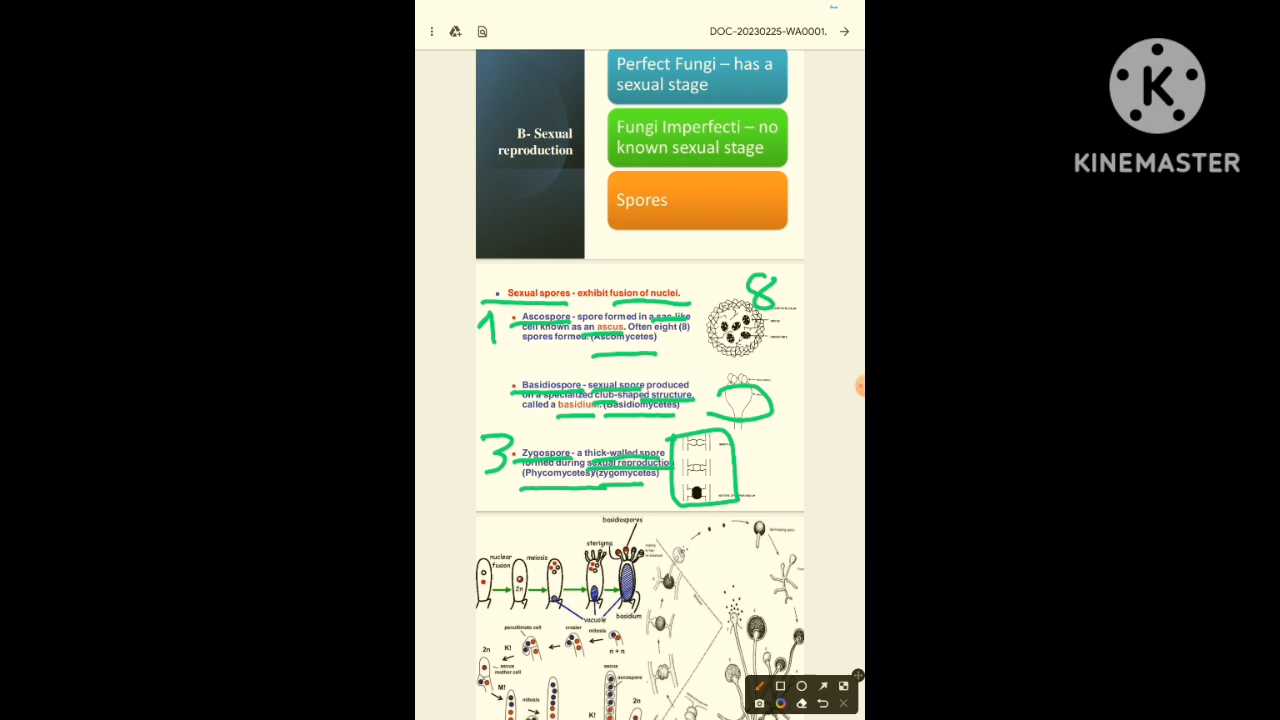 DOC-20230225-WA0001.
Perfect Fungi – has a
sexual stage
B- Sexual
reproduction
Fungi Imperfecti – no
known sexual stage
Spores
K
KINEMASTER
Sexual spores - exhibit fusion of nuclei.
8
1
Ascospore - spore formed in a sac-like
cell known as an ascus. Often eight (8)
spores formed. (Ascomycetes)
Basidiospore - sexual spore produced
on a specialized club-shaped structure
called a basidium. (Basidiomycetes)
3
Zygospore - a thick-walled spore
formed during sexual reproduction
(Phycomycetes)/(zygomycetes)
basidiospores
sterigma
nuclear
fusion
meiosis
2n
vacuole
basidium
penultimate cell
crozier
mitosis
K!
n + n
2n
ascus
mother cell
ascus
ascospore
M!
mitosis
2n
K!